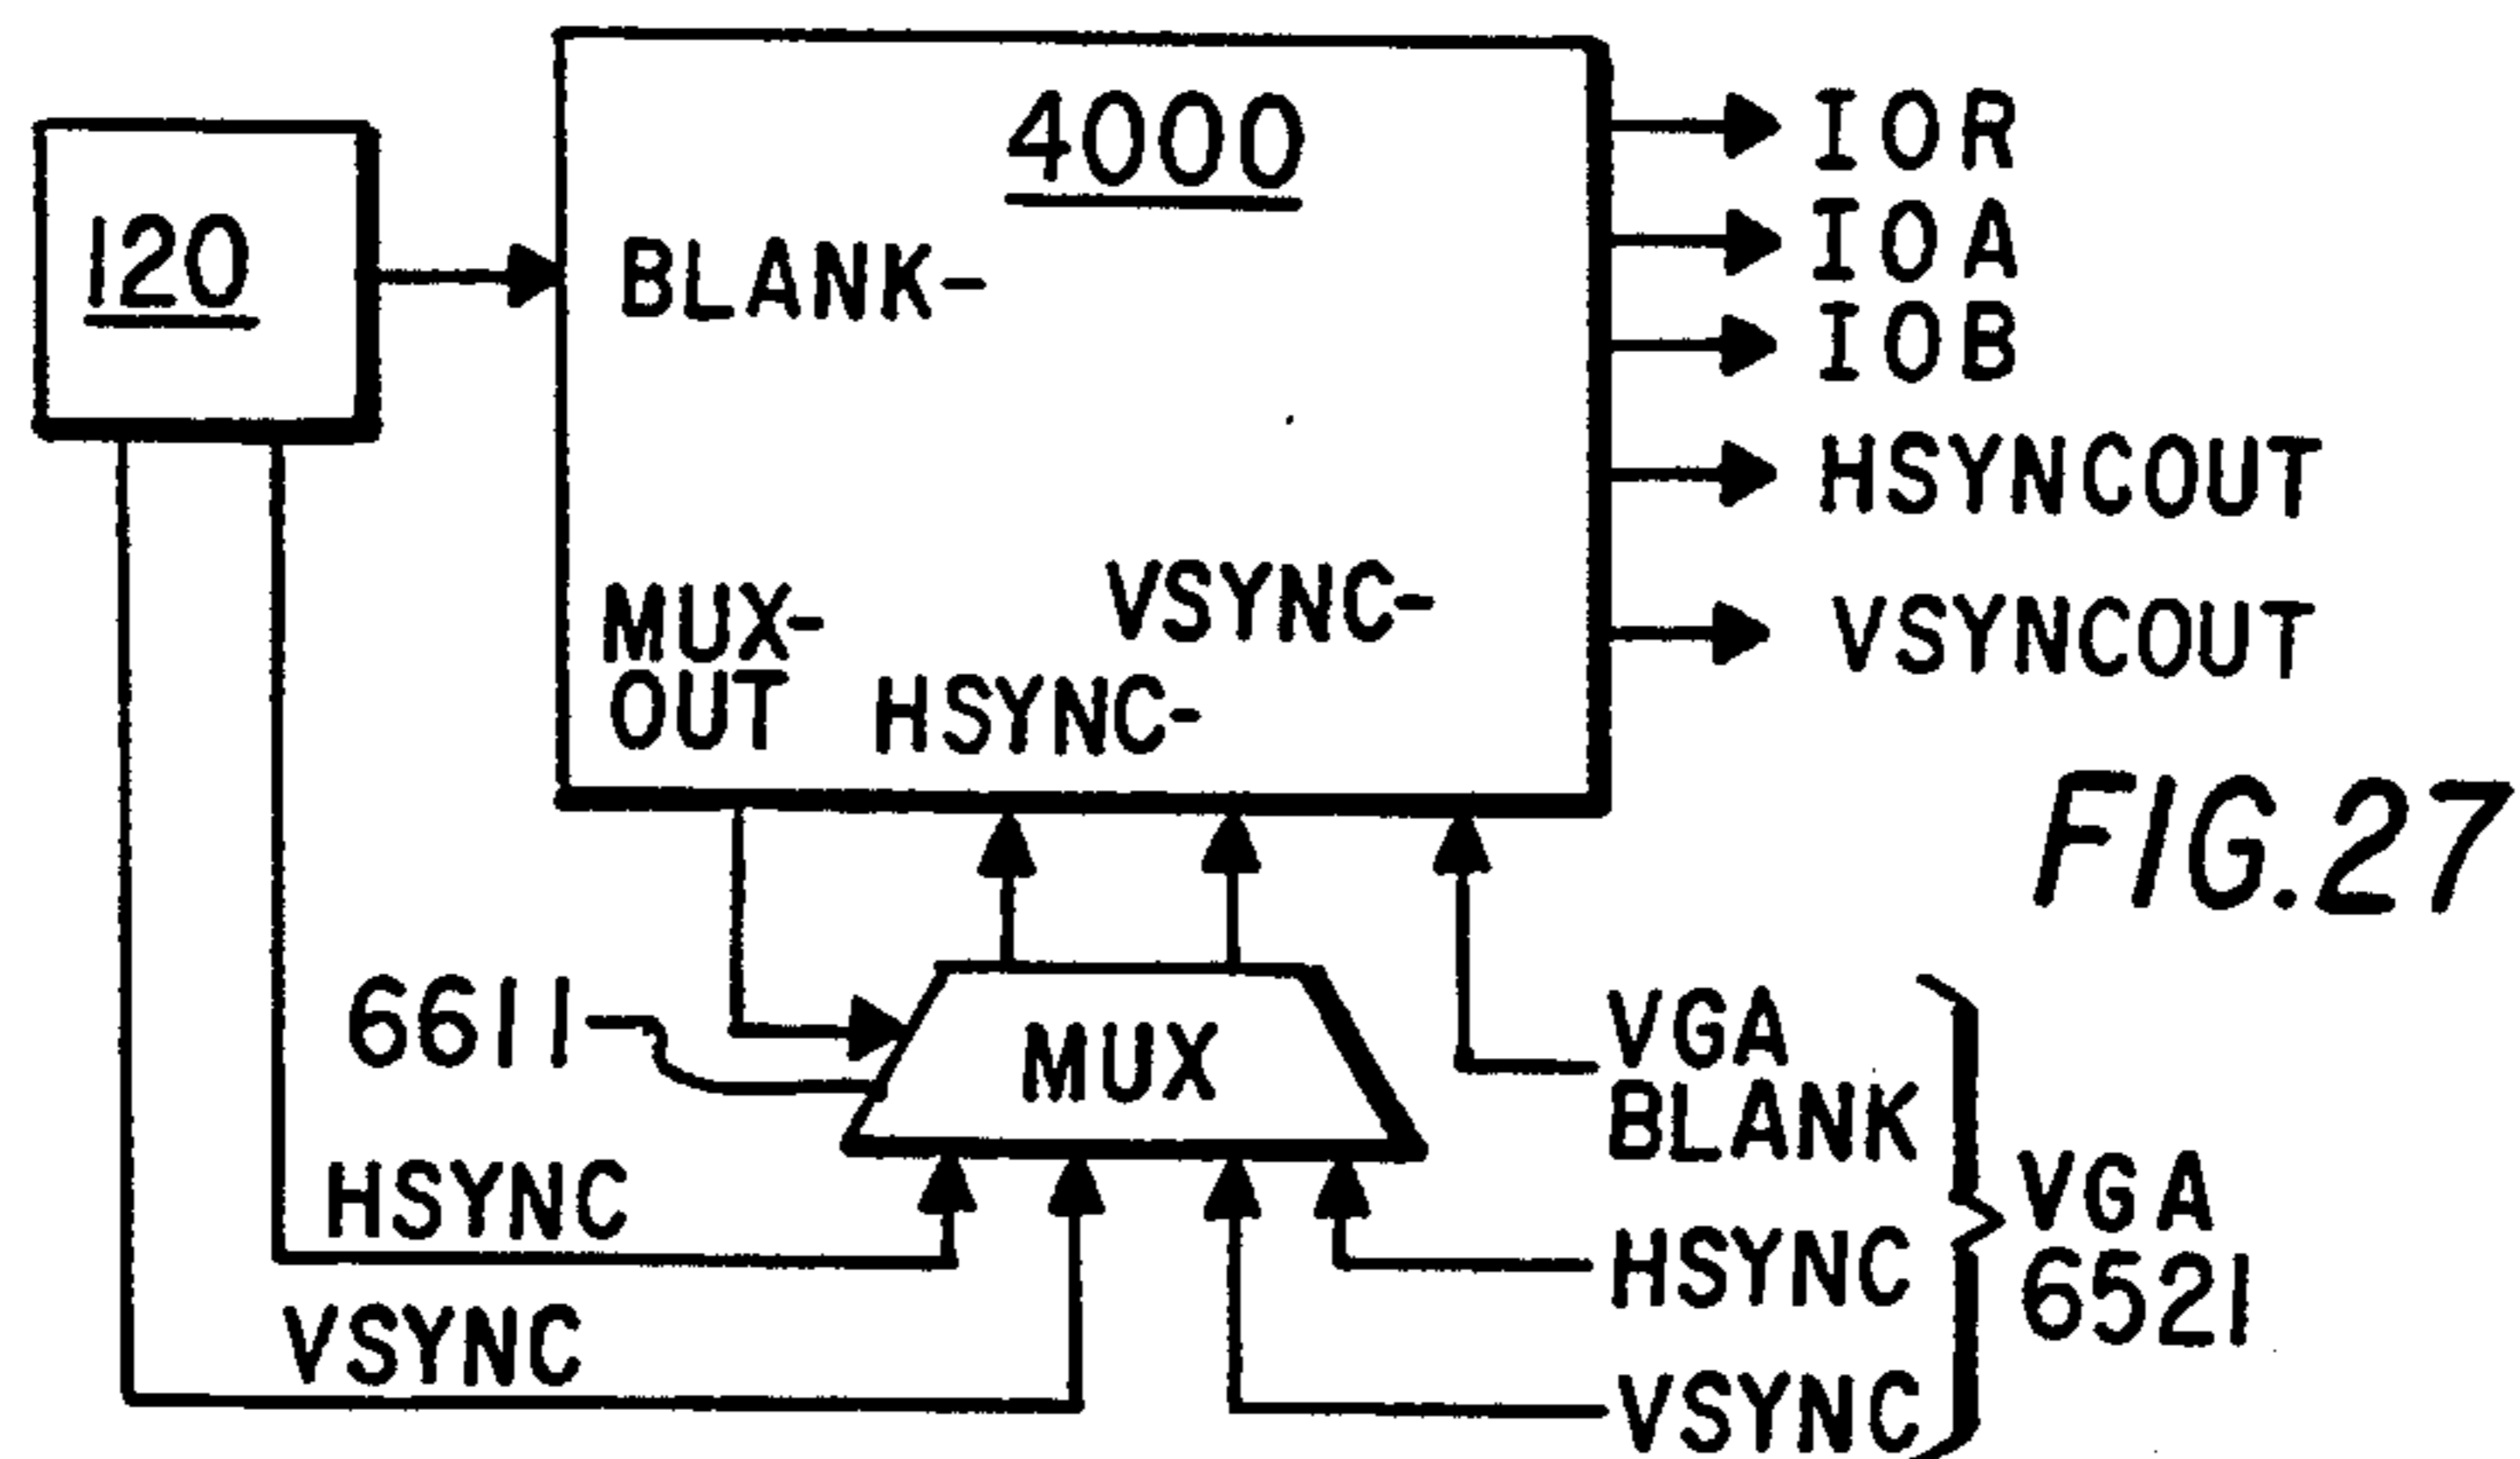 4000
120
BLANK-
IOR
IOA
IOB
HSYNCOUT
VSYNCOUT
MUX-
OUT
VSYNC-
HSYNC-
FIG.27
6611
MUX
VGA
BLANK
HSYNC
VSYNC
HSYNC
VSYNC
VGA
6521